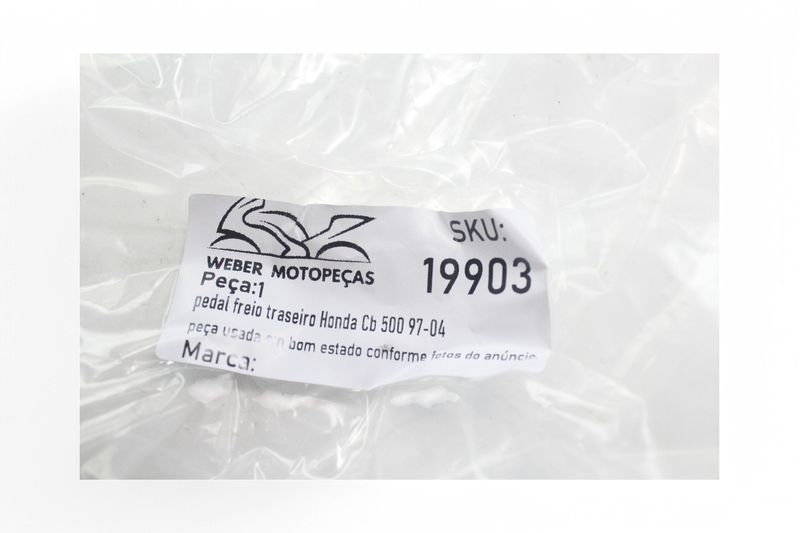 WEBER MOTOPEÇAS
SKU:
19903
Peça:1
pedal freio traseiro Honda Cb 500 97-04
peça usada em bom estado conforme fotos do anúncio
Marca: